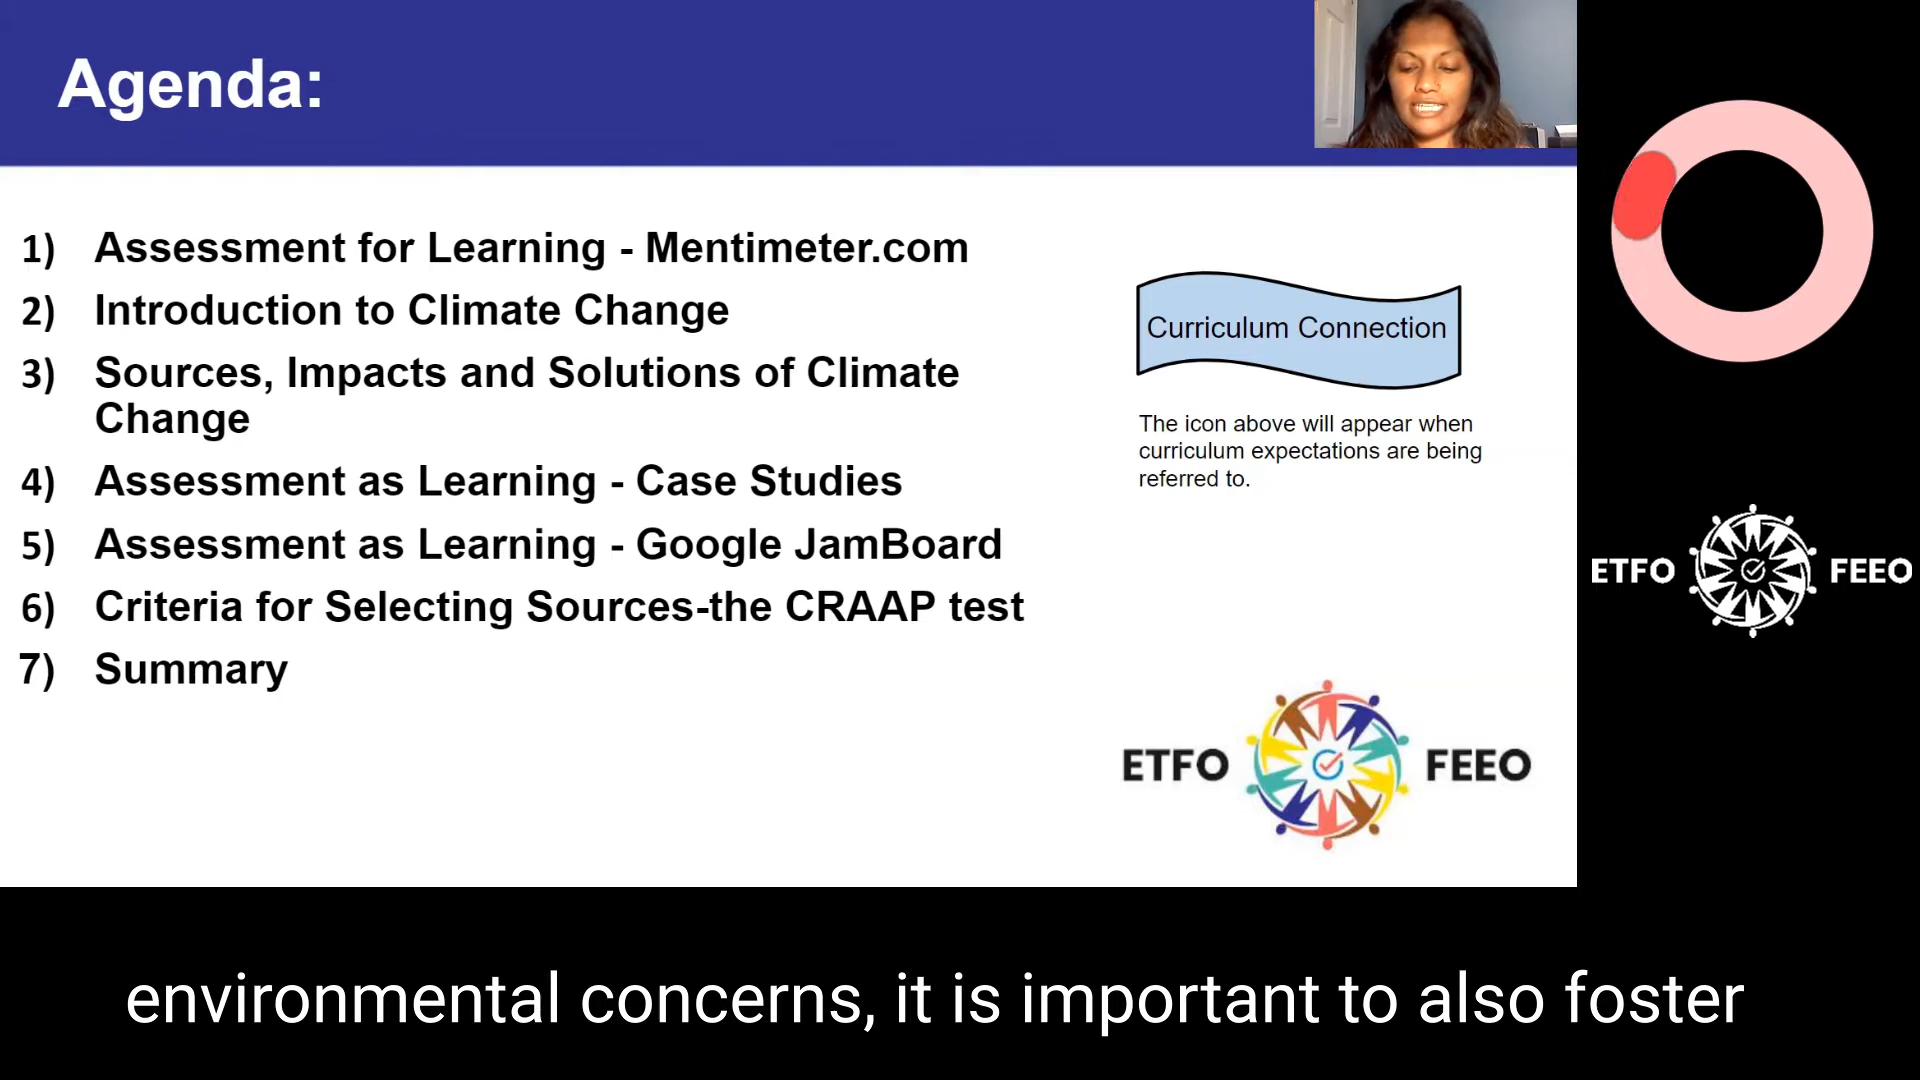 Agenda:
1) Assessment for Learning - Mentimeter.com
2) Introduction to Climate Change
3) Sources, Impacts and Solutions of Climate
Change
4) Assessment as Learning - Case Studies
5) Assessment as Learning - Google JamBoard
6) Criteria for Selecting Sources-the CRAAP test
7) Summary
Curriculum Connection
The icon above will appear when
curriculum expectations are being
referred to.
ETFO FEEO
ETFO FEEO
environmental concerns, it is important to also foster